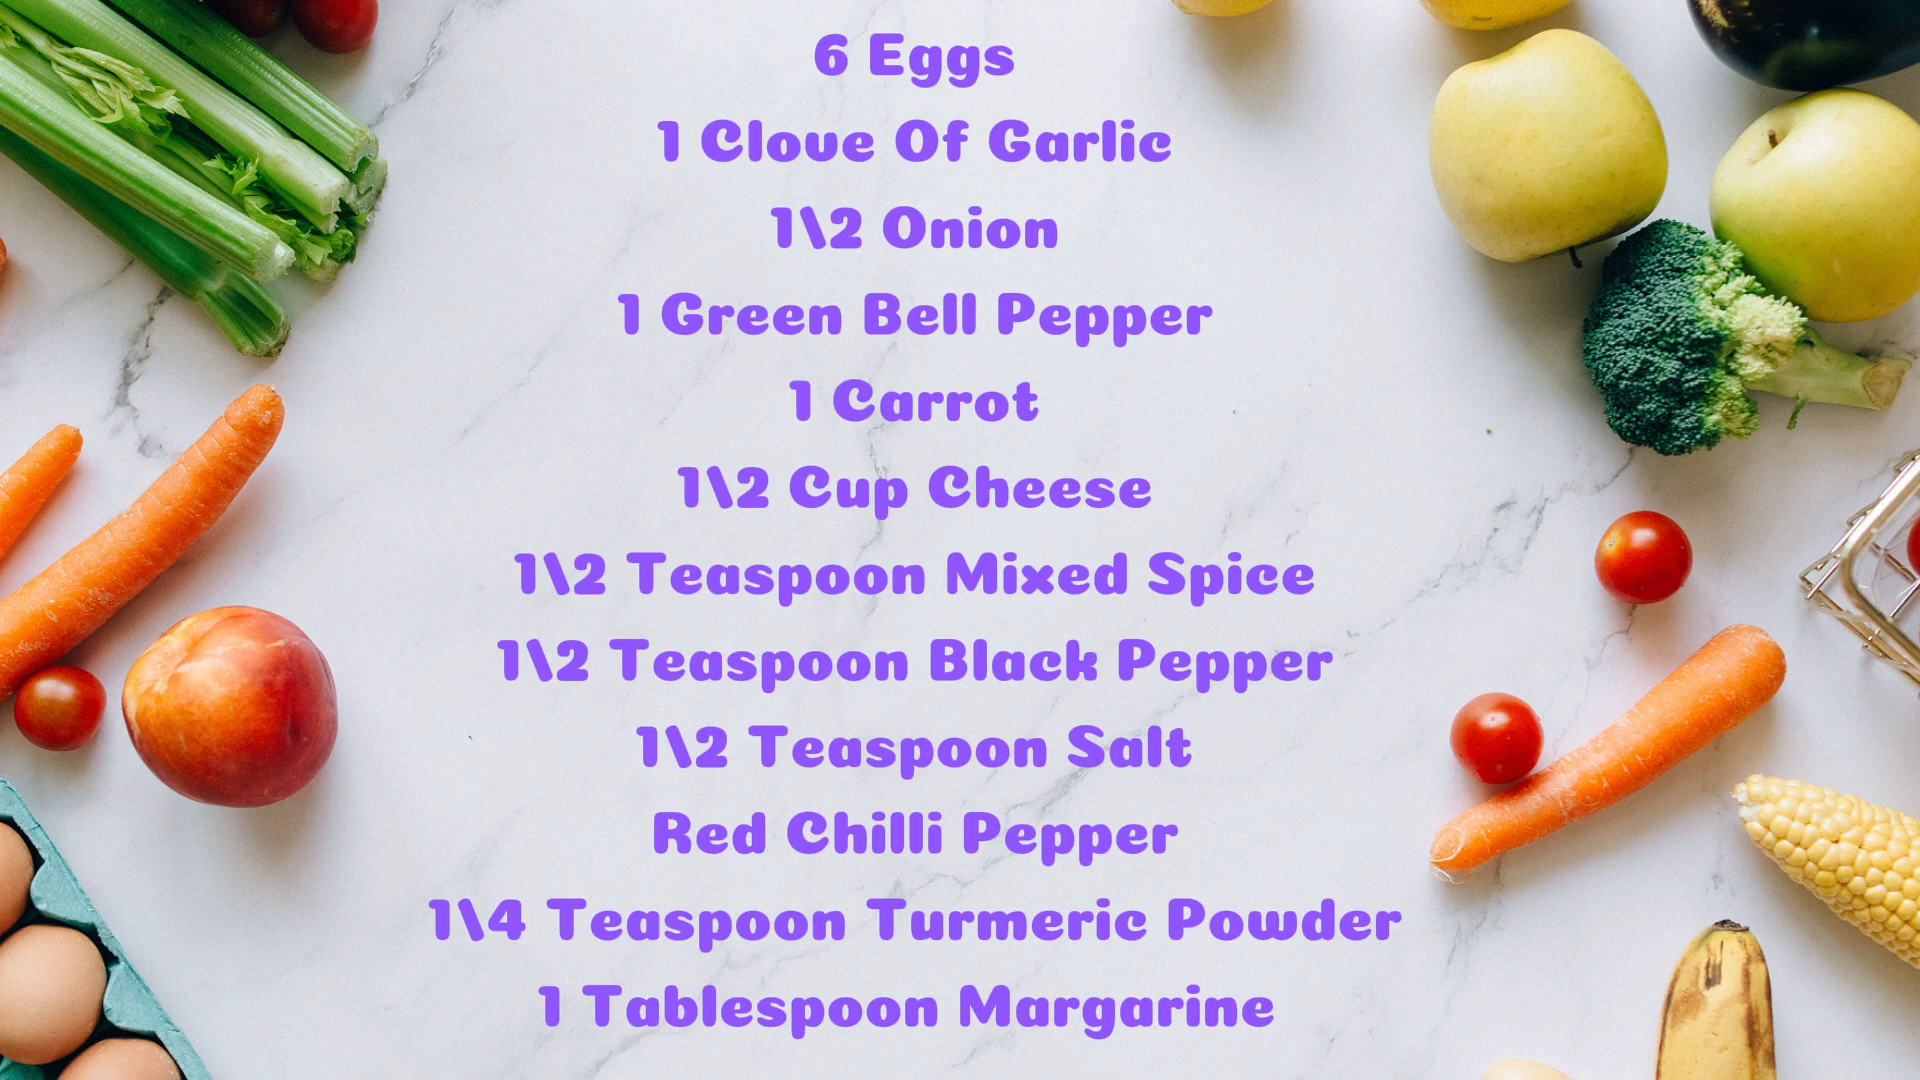 6 Eggs
1 Clove Of Garlic
1\2 Onion
1 Green Bell Pepper
1 Carrot
1\2 Cup Cheese
1\2 Teaspoon Mixed Spice
1\2 Teaspoon Black Pepper
1\2 Teaspoon Salt
Red Chilli Pepper
1\4 Teaspoon Turmeric Powder
1 Tablespoon Margarine